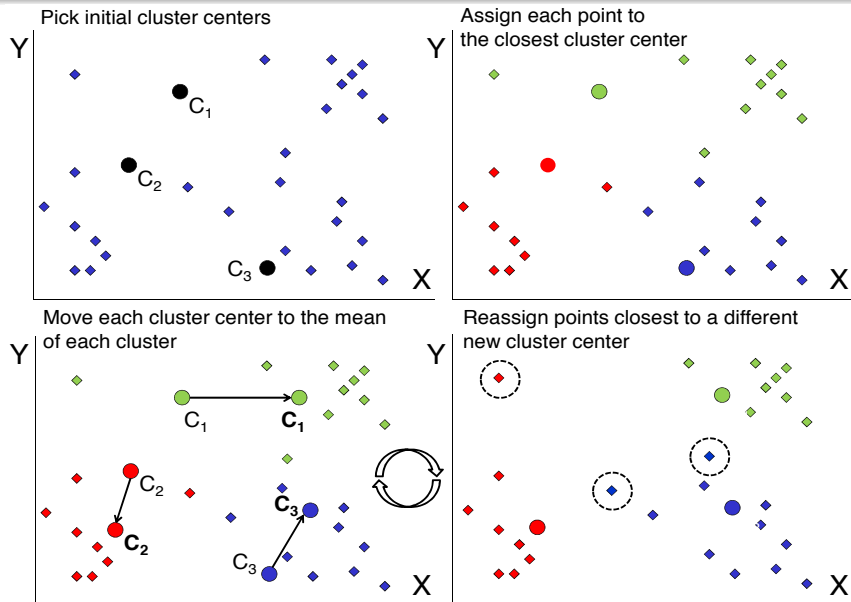 Pick initial cluster centers
Y
C₁
C₂
C₃
X
Assign each point to
the closest cluster center
Y
X
Move each cluster center to the mean
of each cluster
Y
C₁
C₁
C₂
C₂
C₃
C₃
X
Reassign points closest to a different
new cluster center
Y
X